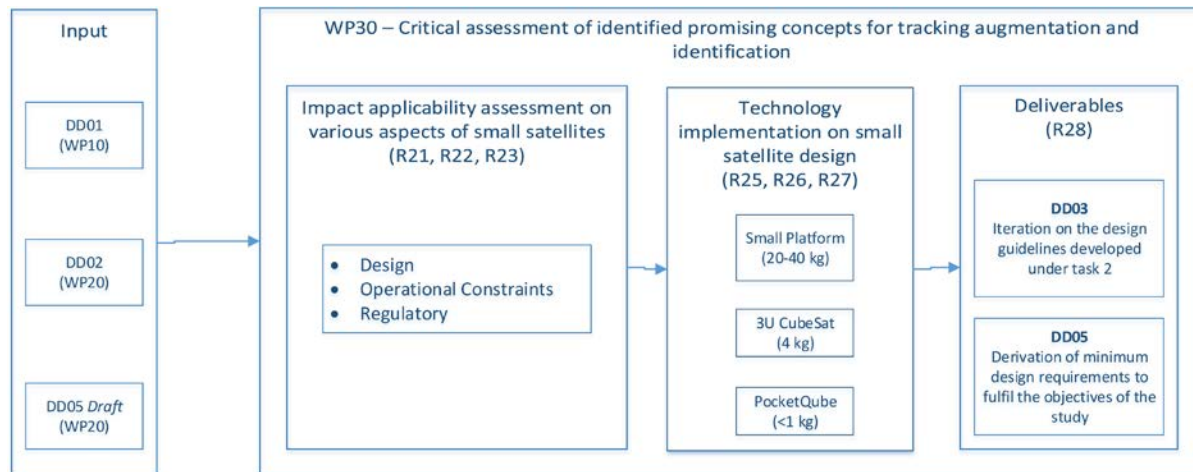 Input
DD01
(WP10)
DD02
(WP20)
DD05 Draft
(WP20)
WP30 – Critical assessment of identified promising concepts for tracking augmentation and
identification
Impact applicability assessment on
various aspects of small satellites
(R21, R22, R23)
• Design
• Operational Constraints
• Regulatory
Technology
implementation on small
satellite design
(R25, R26, R27)
Small Platform
(20-40 kg)
3U CubeSat
(4 kg)
PocketQube
(<1 kg)
Deliverables
(R28)
DD03
Iteration on the design
guidelines developed
under task 2
DD05
Derivation of minimum
design requirements to
fulfil the objectives of the
study